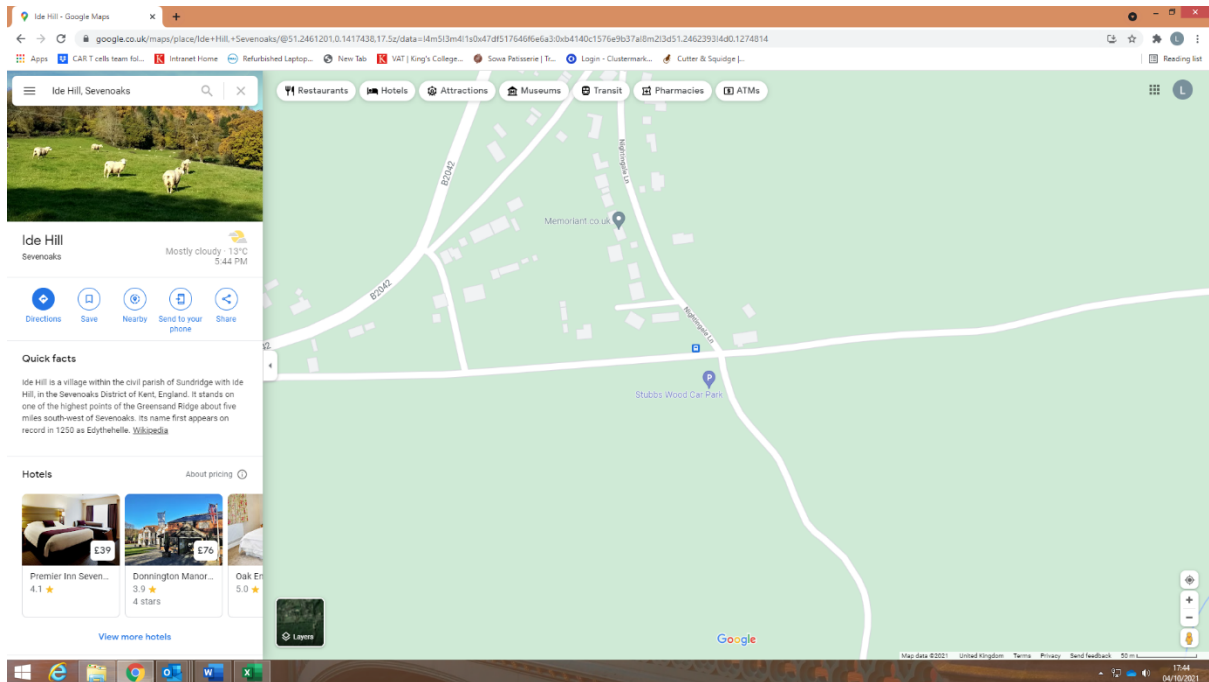 Ide Hill - Google Maps
google.co.uk/maps/place/Ide+Hill,+Sevenoaks/@51.2461201,0.1417438,17.5z/data=!4m5!3m4!1s0x47df517646f6e6a3:0xb4140c1576e9b37a!8m2!3d51.2462393!4d0.1274814
Apps CAR T cells team fol... Intranet Home Refurbished Laptop... New Tab VAT | King's College... Sowa Patisserie | Tr... Login - Clustermark... Cutter & Squidge |... Reading list
Ide Hill, Sevenoaks
Restaurants Hotels Attractions Museums Transit Pharmacies ATMs
L
Ide Hill
Sevenoaks
Mostly cloudy · 13°C
5:44 PM
Directions Save Nearby Send to your phone Share
Quick facts
Ide Hill is a village within the civil parish of Sundridge with Ide
Hill, in the Sevenoaks District of Kent, England. It stands on
one of the highest points of the Greensand Ridge about five
miles south-west of Sevenoaks. Its name first appears on
record in 1250 as Edythehelle. Wikipedia
Hotels About pricing
£39 £76
Premier Inn Seven... Donnington Manor... Oak En
4.1 3.9 5.0
4 stars
View more hotels
B2042
Nightingale Ln
Memoriant.co.uk
B2042
Nightingale Ln
Stubbs Wood Car Park
Layers
Google
Map data ©2021 United Kingdom Terms Privacy Send feedback 50 m
17:44
04/10/2021